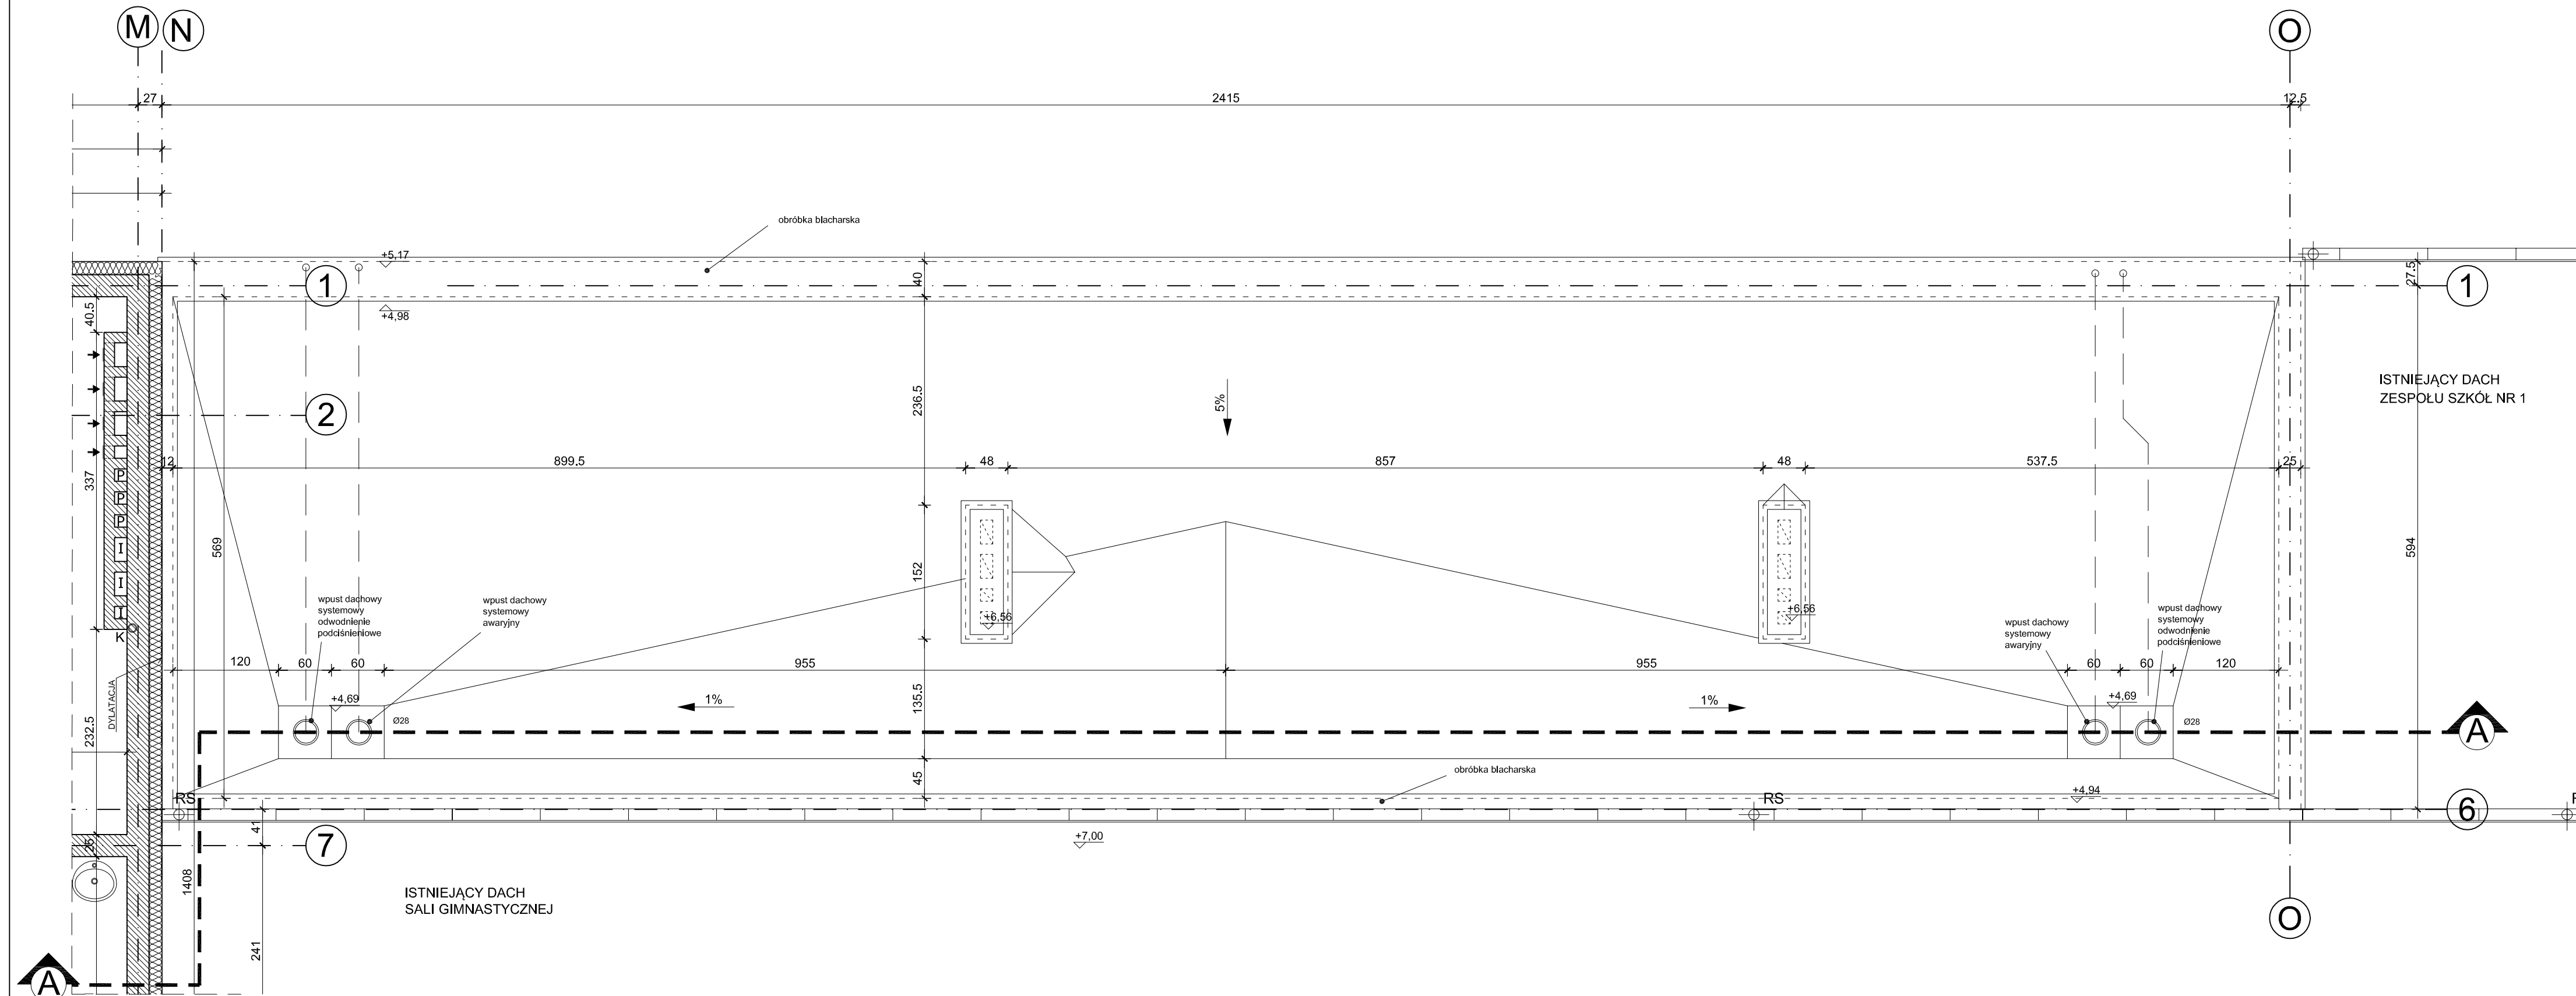 M
N
O
27
2415
12.5
obróbka blacharska
+5,17
1
40
27.5
1
40.5
+4,98
ISTNIEJĄCY DACH
ZESPOŁU SZKÓŁ NR 1
2
236.5
5%
12
899.5
48
857
48
537.5
25
337
P
P
P
I
I
I
K
569
152
594
+6,56
+6,56
wpust dachowy
systemowy
odwodnienie
podciśnieniowe
wpust dachowy
systemowy
awaryjny
wpust dachowy
systemowy
awaryjny
wpust dachowy
systemowy
odwodnienie
podciśnieniowe
120
60
60
955
955
60
60
120
DYLATACJA
232.5
+4,69
Ø28
1%
135.5
1%
+4,69
Ø28
A
45
obróbka blacharska
RS
+4,94
RS
6
41
7
+7,00
25
1408
ISTNIEJĄCY DACH
SALI GIMNASTYCZNEJ
241
O
A